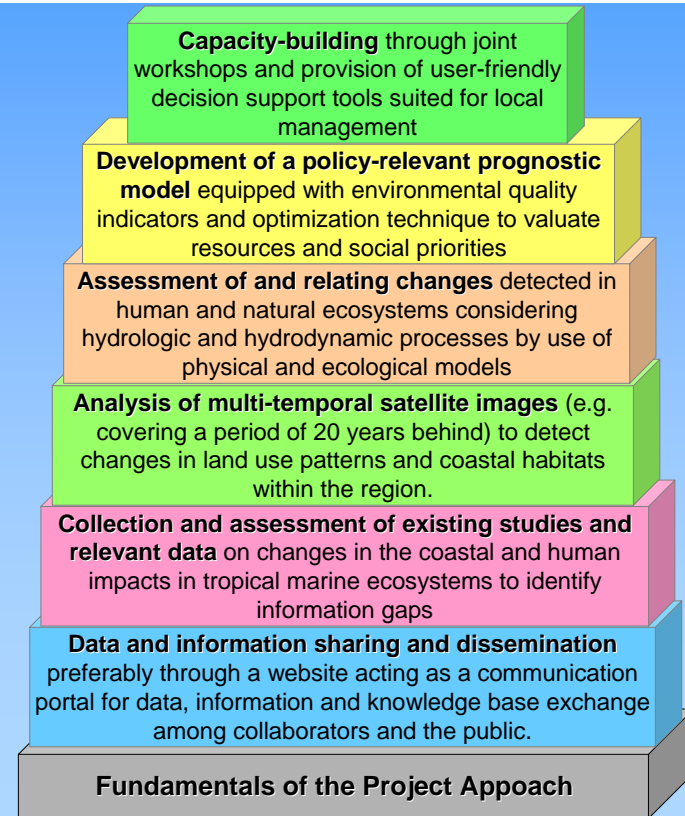 Capacity-building through joint
workshops and provision of user-friendly
decision support tools suited for local
management
Development of a policy-relevant prognostic
model equipped with environmental quality
indicators and optimization technique to valuate
resources and social priorities
Assessment of and relating changes detected in
human and natural ecosystems considering
hydrologic and hydrodynamic processes by use of
physical and ecological models
Analysis of multi-temporal satellite images (e.g.
covering a period of 20 years behind) to detect
changes in land use patterns and coastal habitats
within the region.
Collection and assessment of existing studies and
relevant data on changes in the coastal and human
impacts in tropical marine ecosystems to identify
information gaps
Data and information sharing and dissemination
preferably through a website acting as a communication
portal for data, information and knowledge base exchange
among collaborators and the public.
Fundamentals of the Project Appoach